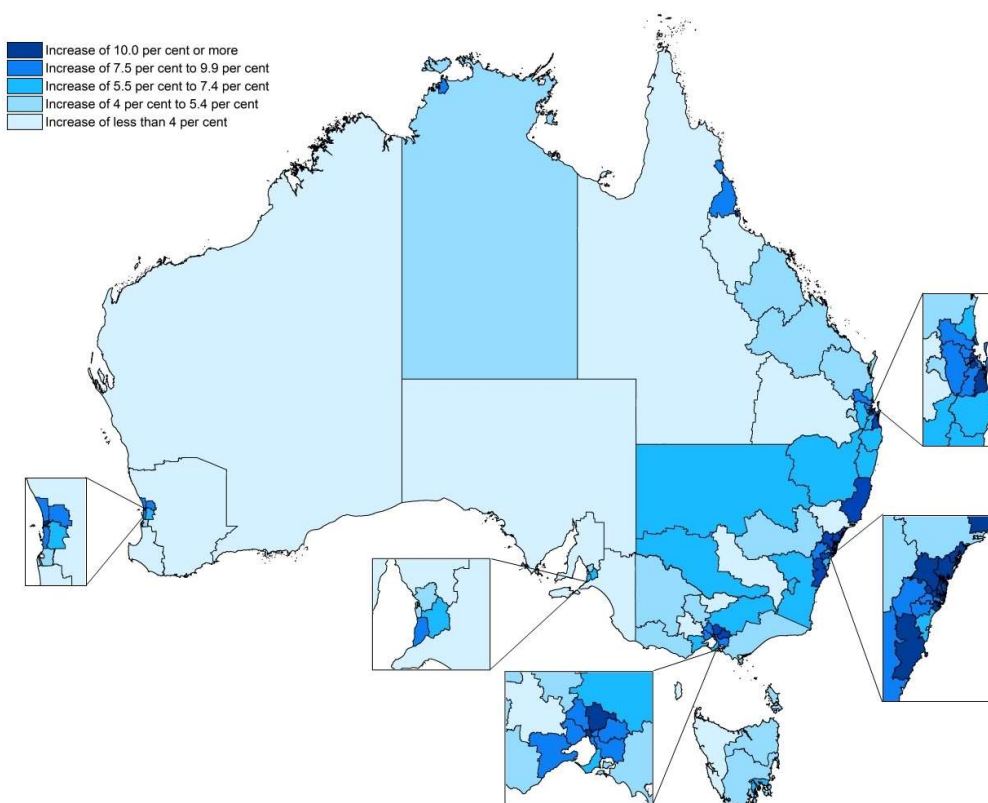 Increase of 10.0 per cent or more
Increase of 7.5 per cent to 9.9 per cent
Increase of 5.5 per cent to 7.4 per cent
Increase of 4 per cent to 5.4 per cent
Increase of less than 4 per cent